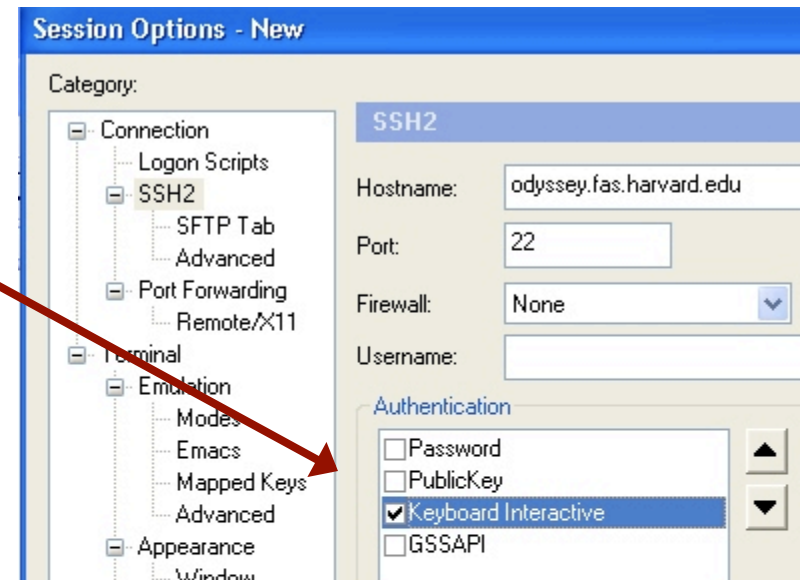 Session Options - New
Category:
Connection
Logon Scripts
SSH2
SFTP Tab
Advanced
Port Forwarding
Remote/X11
Terminal
Emulation
Modes
Emacs
Mapped Keys
Advanced
Appearance
Window
SSH2
Hostname: odyssey.fas.harvard.edu
Port: 22
Firewall: None
Username:
Authentication
Password
PublicKey
Keyboard Interactive
GSSAPI